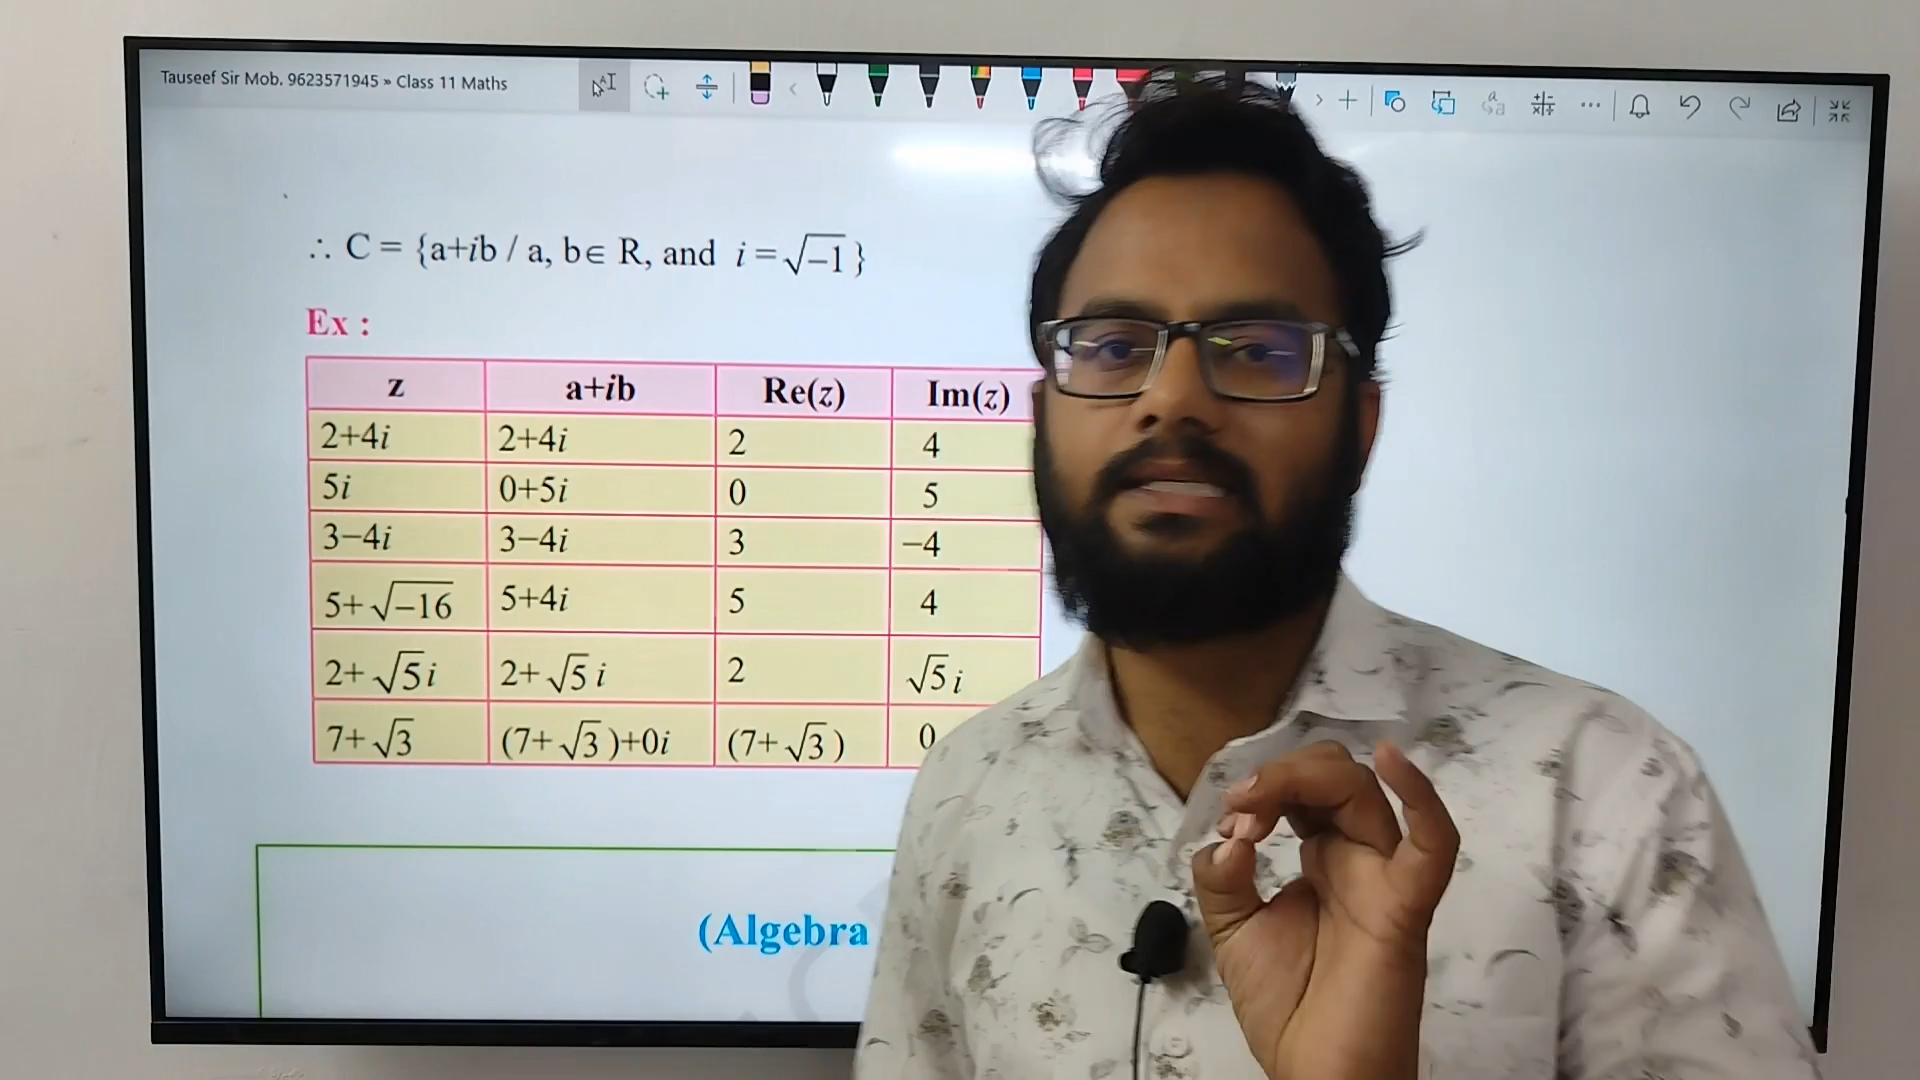 Tauseef Sir Mob. 9623571945 » Class 11 Maths
∴ C = {a+ib / a, b∈ R, and i = √−1}
Ex :
z a+ib Re(z) Im(z)
2+4i 2+4i 2 4
5i 0+5i 0 5
3−4i 3−4i 3 −4
5+√−16 5+4i 5 4
2+√5i 2+√5 i 2 √5 i
7+√3 (7+√3)+0i (7+√3) 0
(Algebra